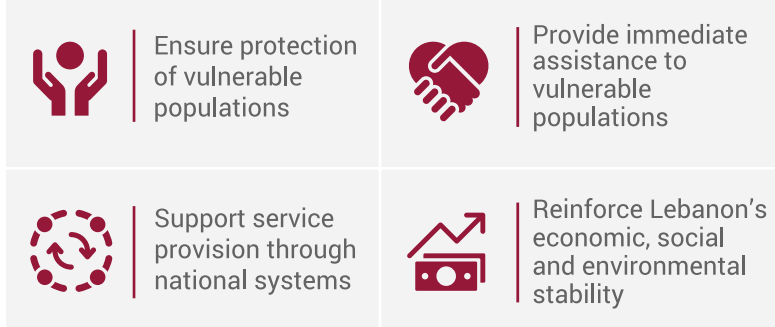 Ensure protection
of vulnerable
populations
Provide immediate
assistance to
vulnerable
populations
Support service
provision through
national systems
Reinforce Lebanon's
economic, social
and environmental
stability